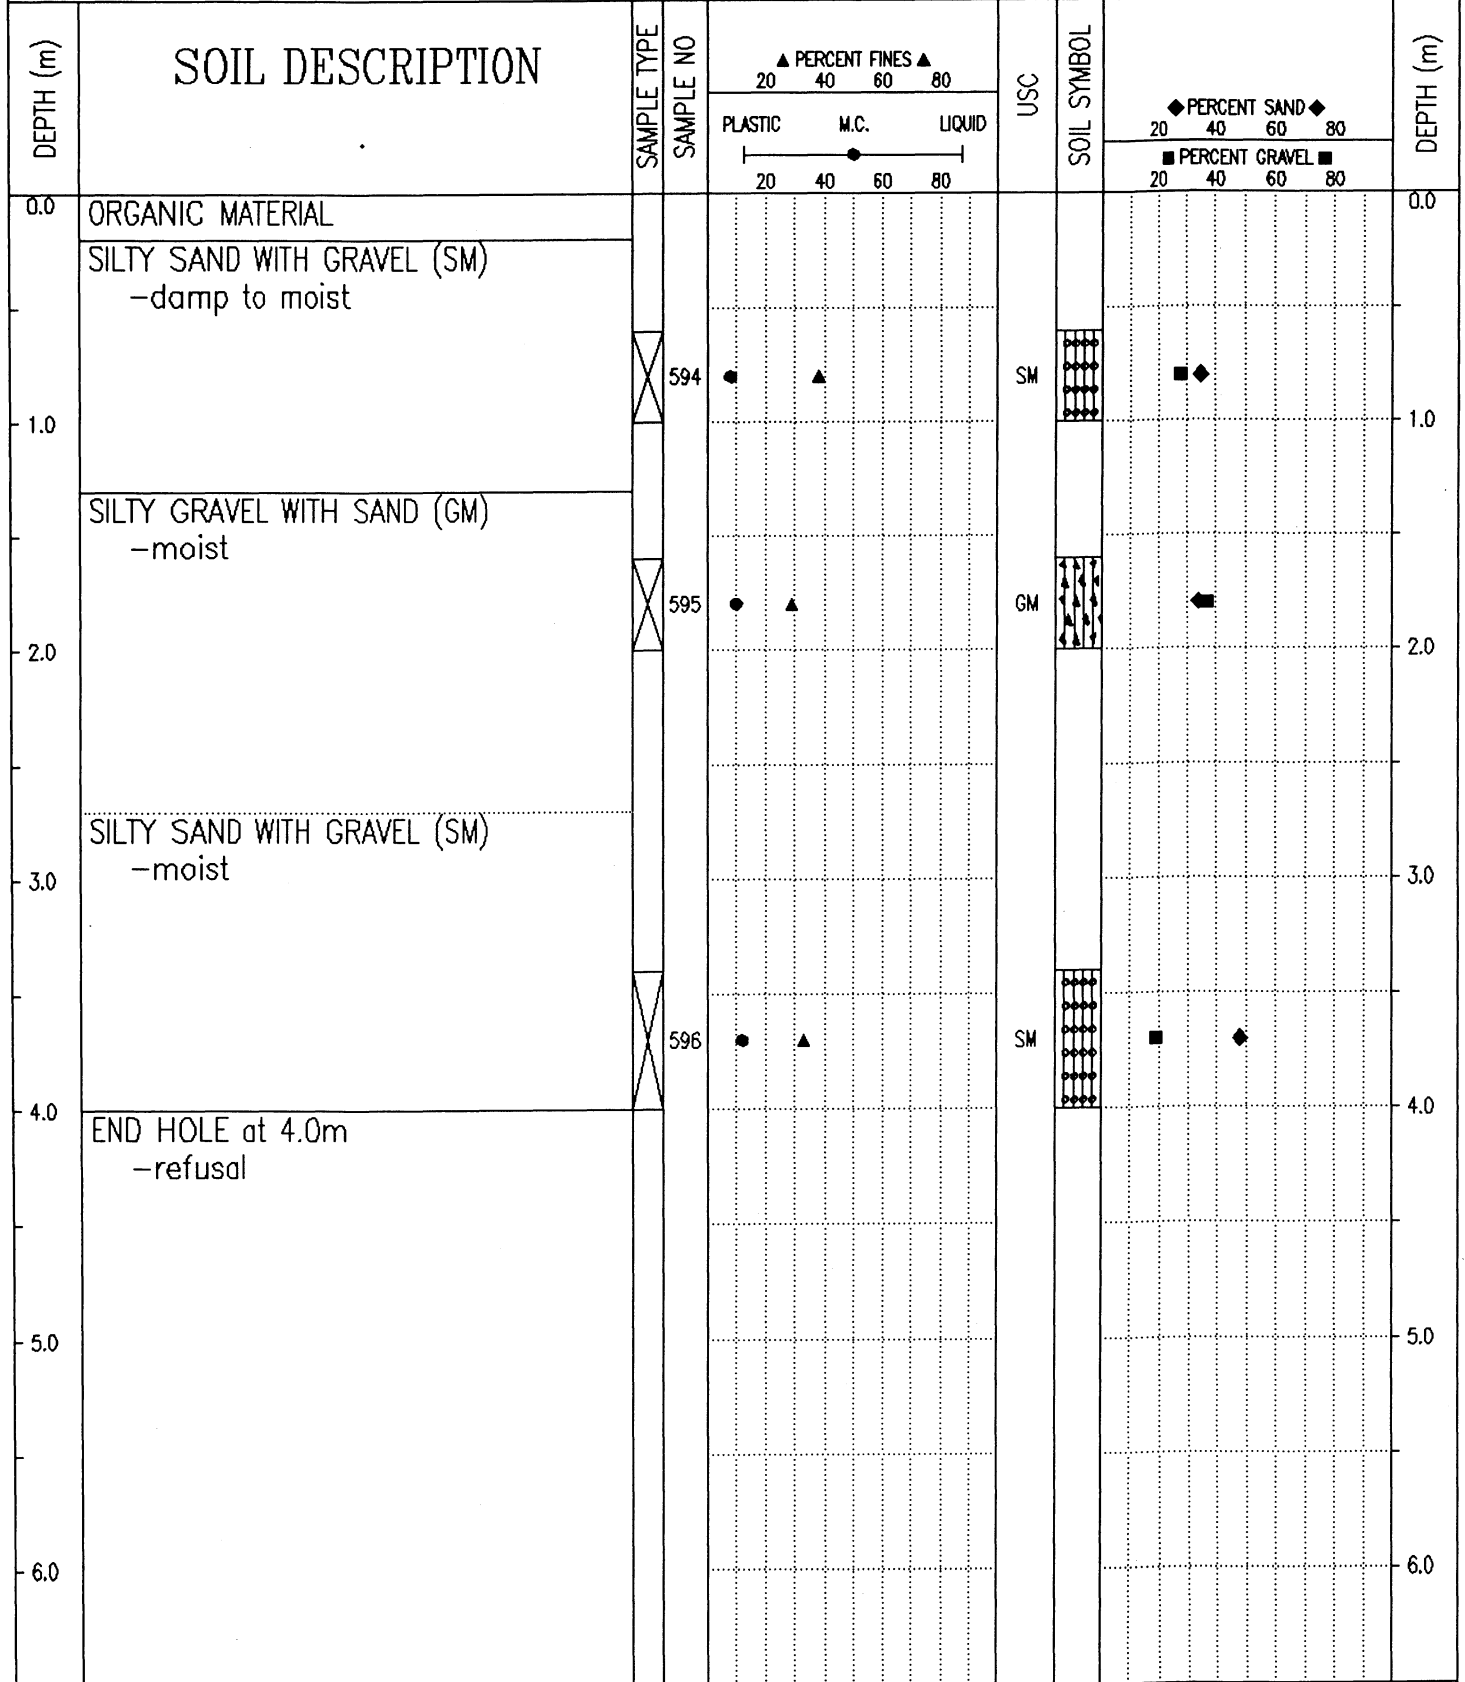 DEPTH (m)
SOIL DESCRIPTION
SAMPLE TYPE
SAMPLE NO
▲ PERCENT FINES ▲
20 40 60 80
PLASTIC M.C. LIQUID
20 40 60 80
USC
SOIL SYMBOL
◆ PERCENT SAND ◆
20 40 60 80
■ PERCENT GRAVEL ■
20 40 60 80
DEPTH (m)
0.0 ORGANIC MATERIAL 0.0
SILTY SAND WITH GRAVEL (SM)
-damp to moist
594 SM
1.0 1.0
SILTY GRAVEL WITH SAND (GM)
-moist
595 GM
2.0 2.0
SILTY SAND WITH GRAVEL (SM)
-moist
3.0 3.0
596 SM
4.0 4.0
END HOLE at 4.0m
-refusal
5.0 5.0
6.0 6.0